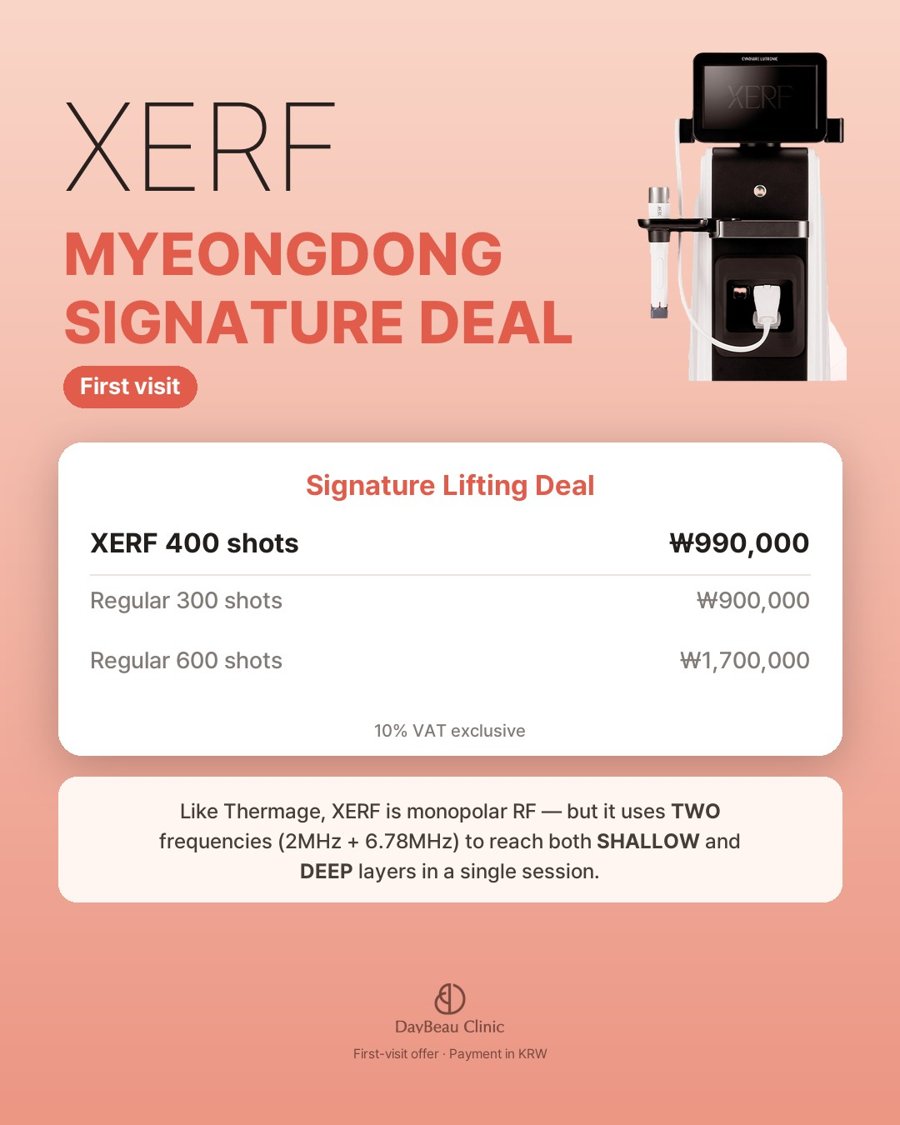 CYNOSURE LUTRONIC
XERF
XERF
MYEONGDONG
SIGNATURE DEAL
First visit
Signature Lifting Deal
XERF 400 shots ₩990,000
Regular 300 shots ₩900,000
Regular 600 shots ₩1,700,000
10% VAT exclusive
Like Thermage, XERF is monopolar RF — but it uses TWO
frequencies (2MHz + 6.78MHz) to reach both SHALLOW and
DEEP layers in a single session.
DayBeau Clinic
First-visit offer · Payment in KRW